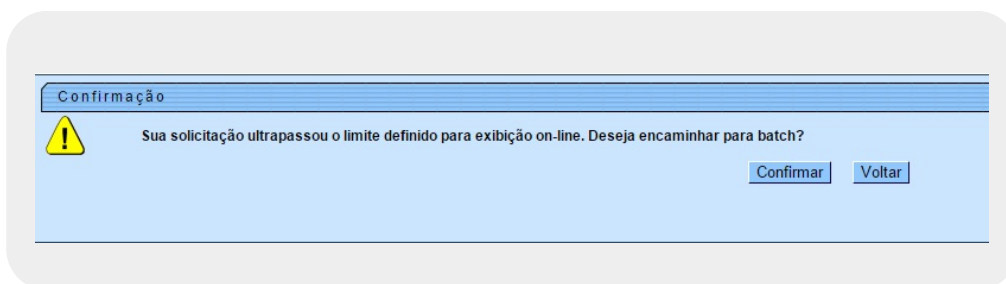 Confirmação
Sua solicitação ultrapassou o limite definido para exibição on-line. Deseja encaminhar para batch?
Confirmar Voltar